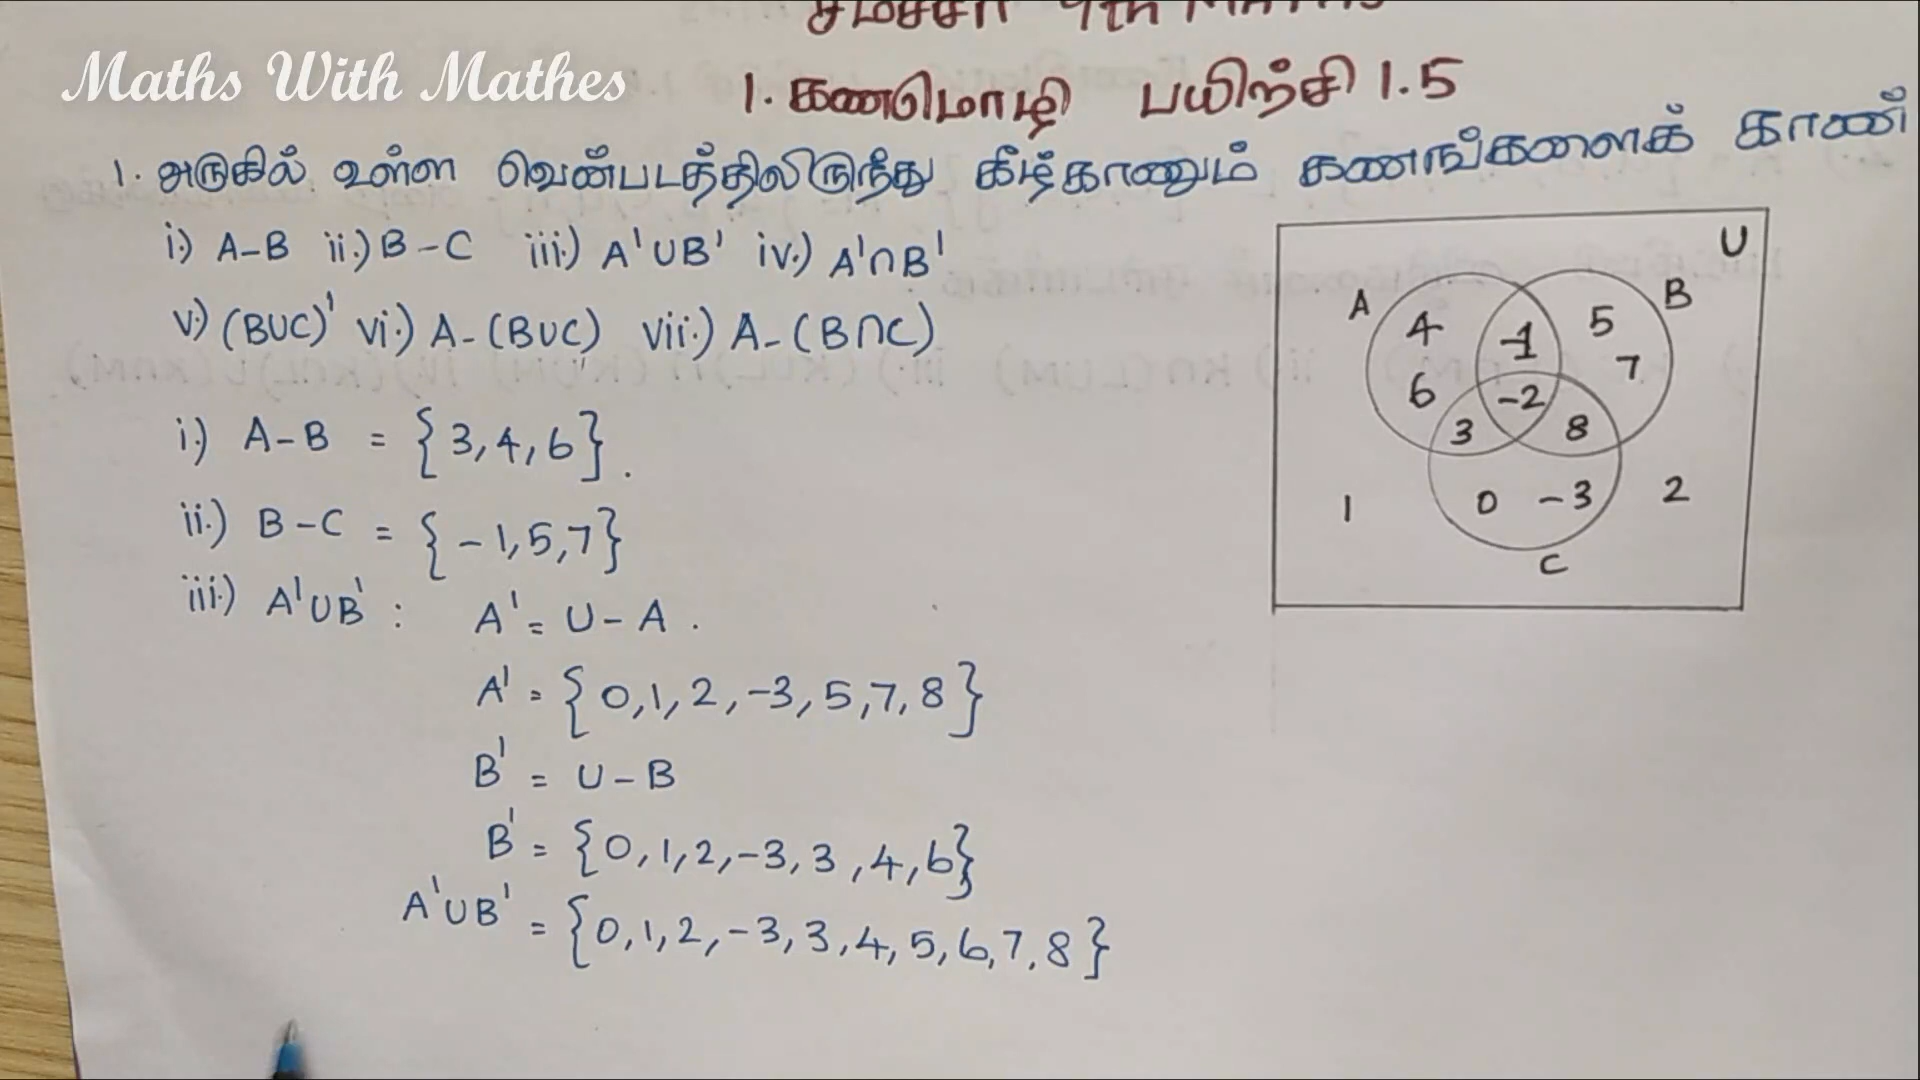 Maths With Mathes
சமச்சீர் 9th Maths
1. கணமொழி பயிற்சி 1.5
1. அருகில் உள்ள வென்படத்திலிருந்து கீழ்காணும் கணங்களைக் காண்
i) A-B ii.) B-C iii.) A'∪B' iv.) A'∩B'
v.) (B∪C)' vi.) A-(B∪C) vii.) A-(B∩C)
i.) A-B = {3,4,6}.
ii.) B-C = {-1,5,7}
iii.) A'∪B' : A' = U-A.
A' = {0,1,2,-3,5,7,8}
B' = U-B
B' = {0,1,2,-3,3,4,6}
A'∪B' = {0,1,2,-3,3,4,5,6,7,8}
U
A B
4 -1 5
7
6 -2
3 8
1 0 -3 2
C